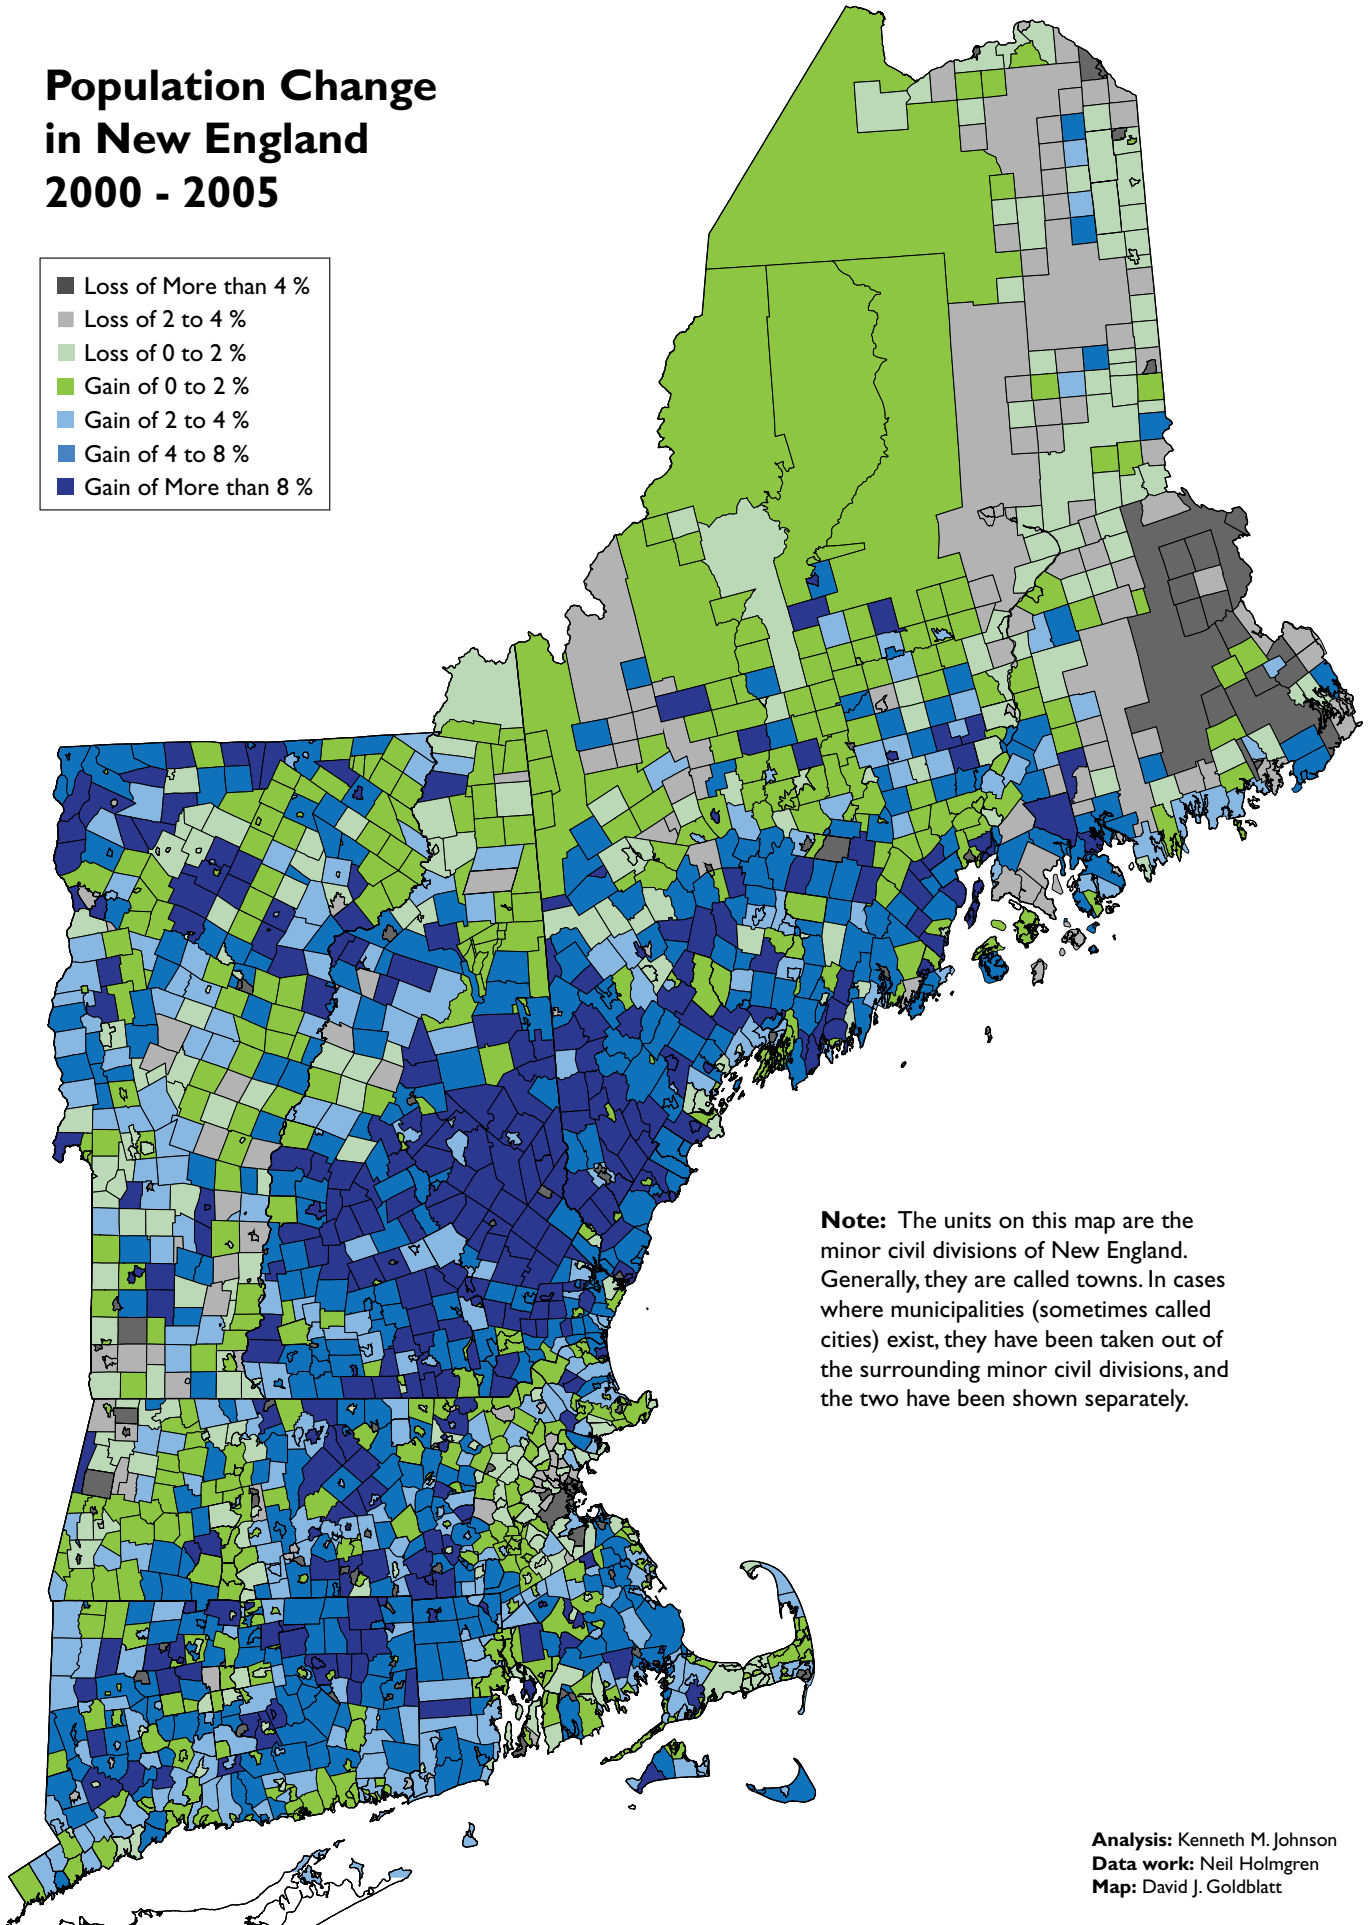 Population Change
in New England
2000 - 2005
Loss of More than 4 %
Loss of 2 to 4 %
Loss of 0 to 2 %
Gain of 0 to 2 %
Gain of 2 to 4 %
Gain of 4 to 8 %
Gain of More than 8 %
Note: The units on this map are the
minor civil divisions of New England.
Generally, they are called towns. In cases
where municipalities (sometimes called
cities) exist, they have been taken out of
the surrounding minor civil divisions, and
the two have been shown separately.
Analysis: Kenneth M. Johnson
Data work: Neil Holmgren
Map: David J. Goldblatt